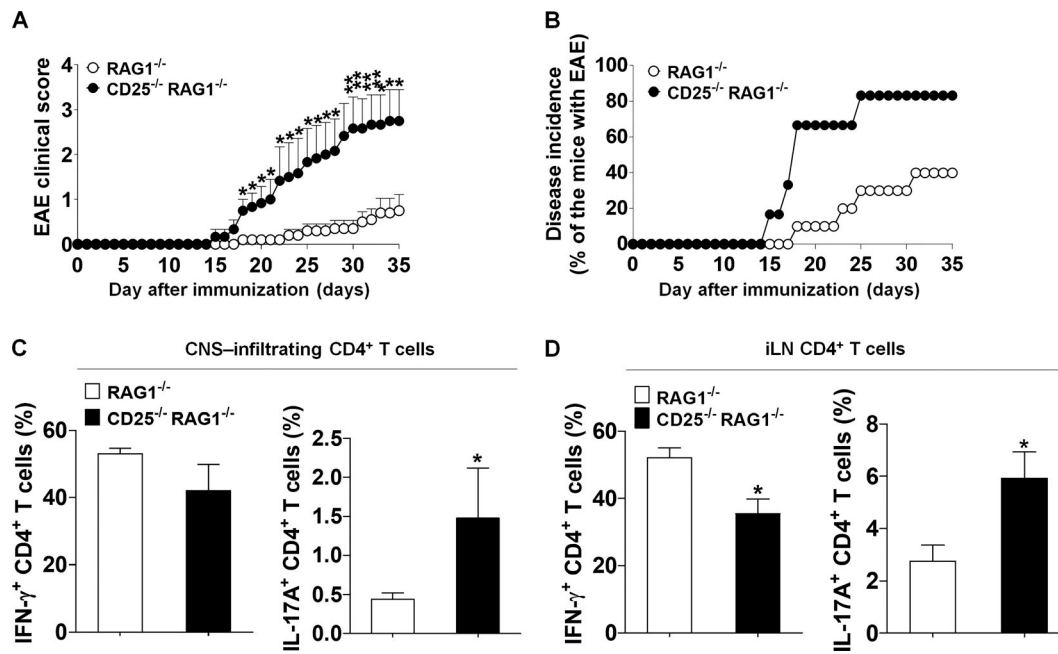 A
RAG1-/-
CD25-/- RAG1-/-
EAE clinical score
4
3
2
1
0
* * * * * * * * * * * * * * * * * * * * * *
0 5 10 15 20 25 30 35
Day after immunization (days)
B
RAG1-/-
CD25-/- RAG1-/-
Disease incidence
(% of the mice with EAE)
100
80
60
40
20
0
0 5 10 15 20 25 30 35
Day after immunization (days)
C
CNS–infiltrating CD4+ T cells
RAG1-/-
CD25-/- RAG1-/-
IFN-γ+ CD4+ T cells (%)
60
40
20
0
IL-17A+ CD4+ T cells (%)
2.5
2.0
1.5
1.0
0.5
0.0
*
D
iLN CD4+ T cells
RAG1-/-
CD25-/- RAG1-/-
IFN-γ+ CD4+ T cells (%)
60
40
20
0
*
IL-17A+ CD4+ T cells (%)
8
6
4
2
0
*